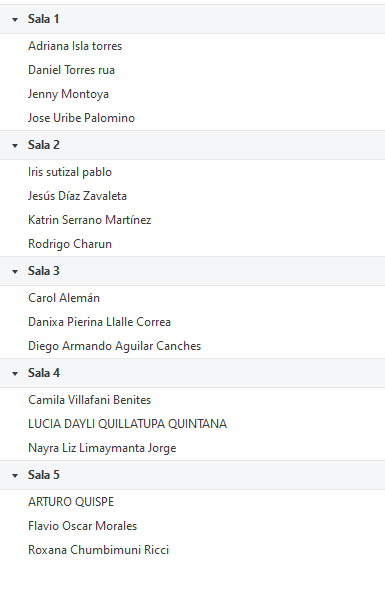 Sala 1
Adriana Isla torres
Daniel Torres rua
Jenny Montoya
Jose Uribe Palomino
Sala 2
Iris sutizal pablo
Jesús Díaz Zavaleta
Katrin Serrano Martínez
Rodrigo Charun
Sala 3
Carol Alemán
Danixa Pierina Llalle Correa
Diego Armando Aguilar Canches
Sala 4
Camila Villafani Benites
LUCIA DAYLI QUILLATUPA QUINTANA
Nayra Liz Limaymanta Jorge
Sala 5
ARTURO QUISPE
Flavio Oscar Morales
Roxana Chumbimuni Ricci